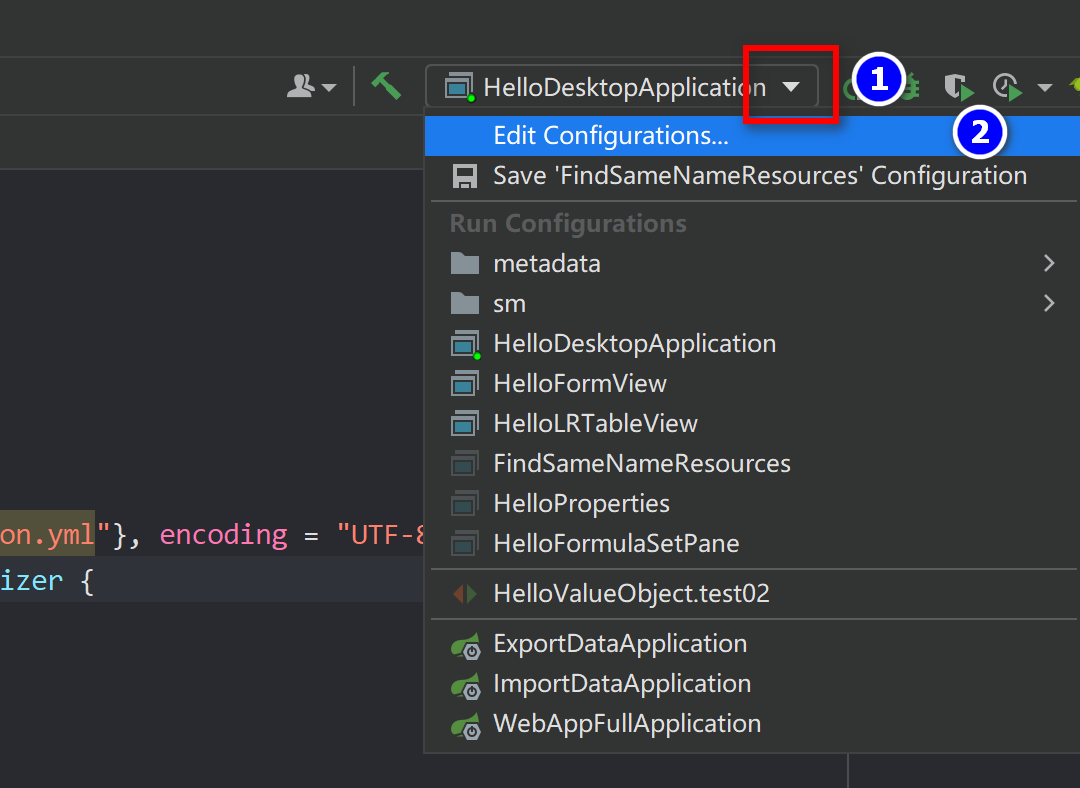 HelloDesktopApplication
1
Edit Configurations...
2
Save 'FindSameNameResources' Configuration
Run Configurations
metadata
sm
HelloDesktopApplication
HelloFormView
HelloLRTableView
FindSameNameResources
HelloProperties
HelloFormulaSetPane
HelloValueObject.test02
ExportDataApplication
ImportDataApplication
WebAppFullApplication
on.yml"}, encoding = "UTF-8
izer {